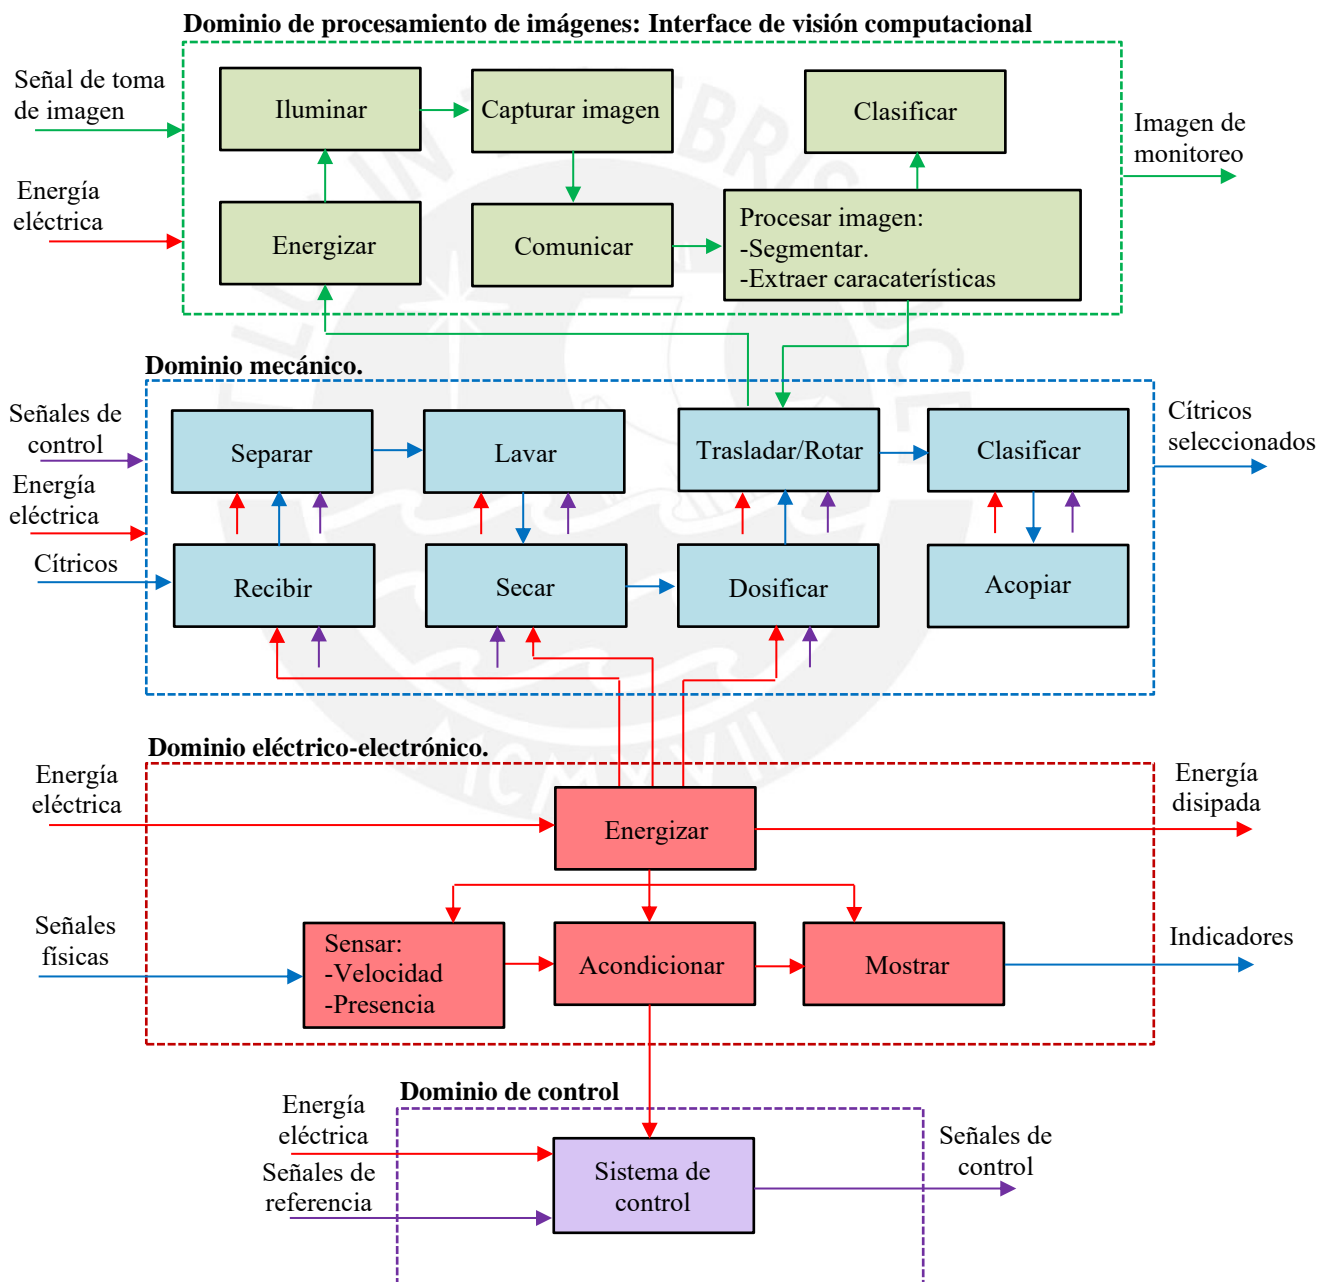 Dominio de procesamiento de imágenes: Interface de visión computacional
Señal de toma
de imagen
Iluminar
Capturar imagen
Clasificar
Imagen de
monitoreo
Energía
eléctrica
Energizar
Comunicar
Procesar imagen:
-Segmentar.
-Extraer caracaterísticas
Dominio mecánico.
Señales de
control
Separar
Lavar
Trasladar/Rotar
Clasificar
Cítricos
seleccionados
Energía
eléctrica
Cítricos
Recibir
Secar
Dosificar
Acopiar
Dominio eléctrico-electrónico.
Energía
eléctrica
Energizar
Energía
disipada
Señales
físicas
Sensar:
-Velocidad
-Presencia
Acondicionar
Mostrar
Indicadores
Dominio de control
Energía
eléctrica
Señales de
referencia
Sistema de
control
Señales de
control